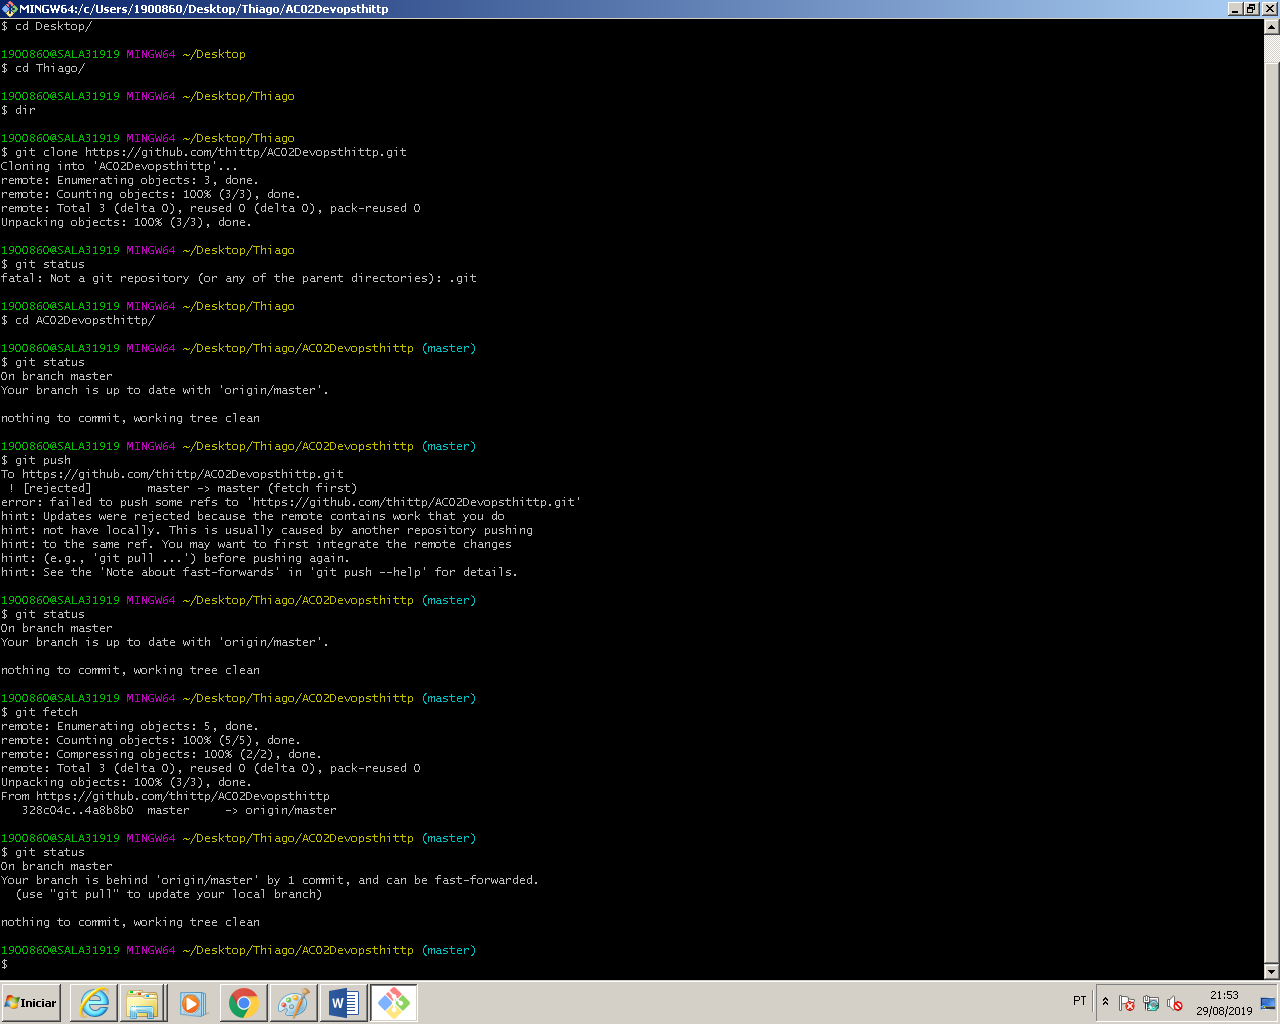 MINGW64:/c/Users/1900860/Desktop/Thiago/AC02Devopsthittp
$ cd Desktop/
1900860@SALA31919 MINGW64 ~/Desktop
$ cd Thiago/
1900860@SALA31919 MINGW64 ~/Desktop/Thiago
$ dir
1900860@SALA31919 MINGW64 ~/Desktop/Thiago
$ git clone https://github.com/thittp/AC02Devopsthittp.git
Cloning into 'AC02Devopsthittp'...
remote: Enumerating objects: 3, done.
remote: Counting objects: 100% (3/3), done.
remote: Total 3 (delta 0), reused 0 (delta 0), pack-reused 0
Unpacking objects: 100% (3/3), done.
1900860@SALA31919 MINGW64 ~/Desktop/Thiago
$ git status
fatal: Not a git repository (or any of the parent directories): .git
1900860@SALA31919 MINGW64 ~/Desktop/Thiago
$ cd AC02Devopsthittp/
1900860@SALA31919 MINGW64 ~/Desktop/Thiago/AC02Devopsthittp (master)
$ git status
On branch master
Your branch is up to date with 'origin/master'.
nothing to commit, working tree clean
1900860@SALA31919 MINGW64 ~/Desktop/Thiago/AC02Devopsthittp (master)
$ git push
To https://github.com/thittp/AC02Devopsthittp.git
 ! [rejected]        master -> master (fetch first)
error: failed to push some refs to 'https://github.com/thittp/AC02Devopsthittp.git'
hint: Updates were rejected because the remote contains work that you do
hint: not have locally. This is usually caused by another repository pushing
hint: to the same ref. You may want to first integrate the remote changes
hint: (e.g., 'git pull ...') before pushing again.
hint: See the 'Note about fast-forwards' in 'git push --help' for details.
1900860@SALA31919 MINGW64 ~/Desktop/Thiago/AC02Devopsthittp (master)
$ git status
On branch master
Your branch is up to date with 'origin/master'.
nothing to commit, working tree clean
1900860@SALA31919 MINGW64 ~/Desktop/Thiago/AC02Devopsthittp (master)
$ git fetch
remote: Enumerating objects: 5, done.
remote: Counting objects: 100% (5/5), done.
remote: Compressing objects: 100% (2/2), done.
remote: Total 3 (delta 0), reused 0 (delta 0), pack-reused 0
Unpacking objects: 100% (3/3), done.
From https://github.com/thittp/AC02Devopsthittp
   328c04c..4a8b8b0  master     -> origin/master
1900860@SALA31919 MINGW64 ~/Desktop/Thiago/AC02Devopsthittp (master)
$ git status
On branch master
Your branch is behind 'origin/master' by 1 commit, and can be fast-forwarded.
  (use "git pull" to update your local branch)
nothing to commit, working tree clean
1900860@SALA31919 MINGW64 ~/Desktop/Thiago/AC02Devopsthittp (master)
$
Iniciar
PT
21:53
29/08/2019